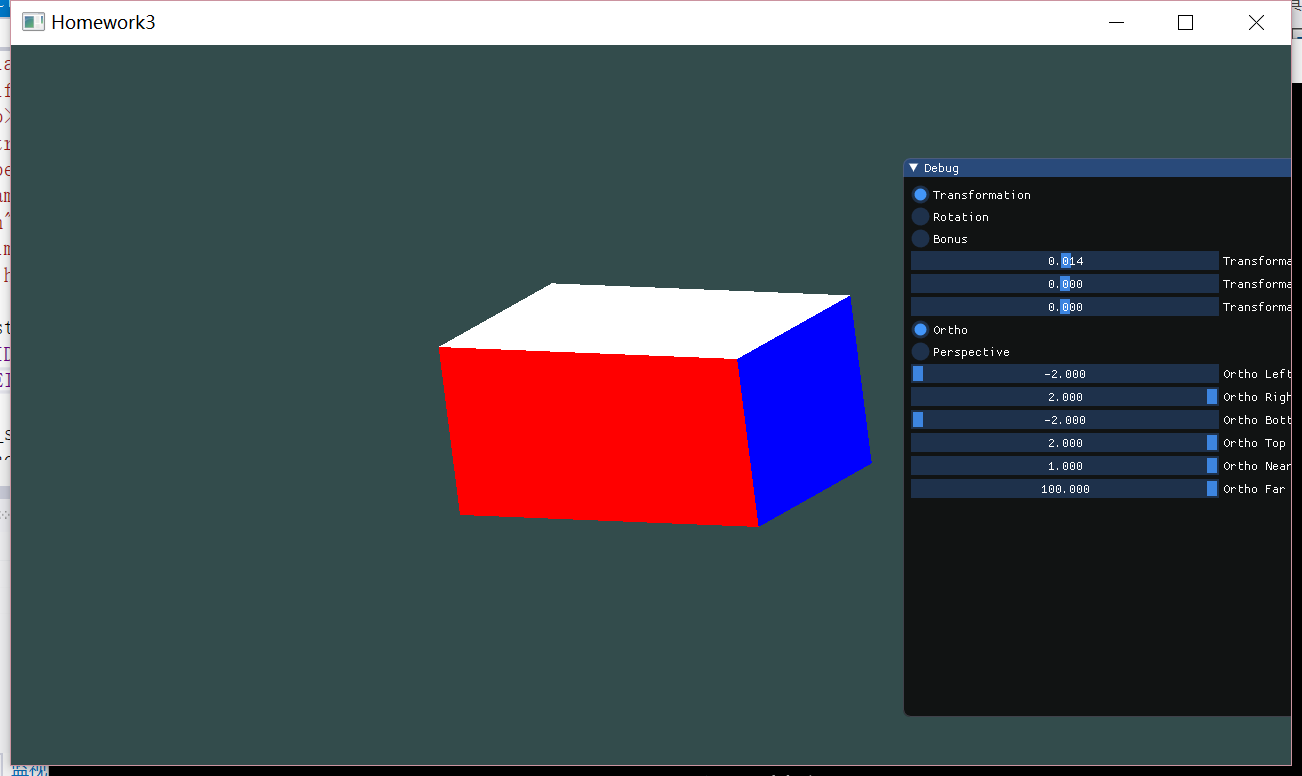 Homework3
Debug
Transformation
Rotation
Bonus
0.014 Transforma
0.000 Transforma
0.000 Transforma
Ortho
Perspective
-2.000 Ortho Left
2.000 Ortho Righ
-2.000 Ortho Bott
2.000 Ortho Top
1.000 Ortho Near
100.000 Ortho Far
监视